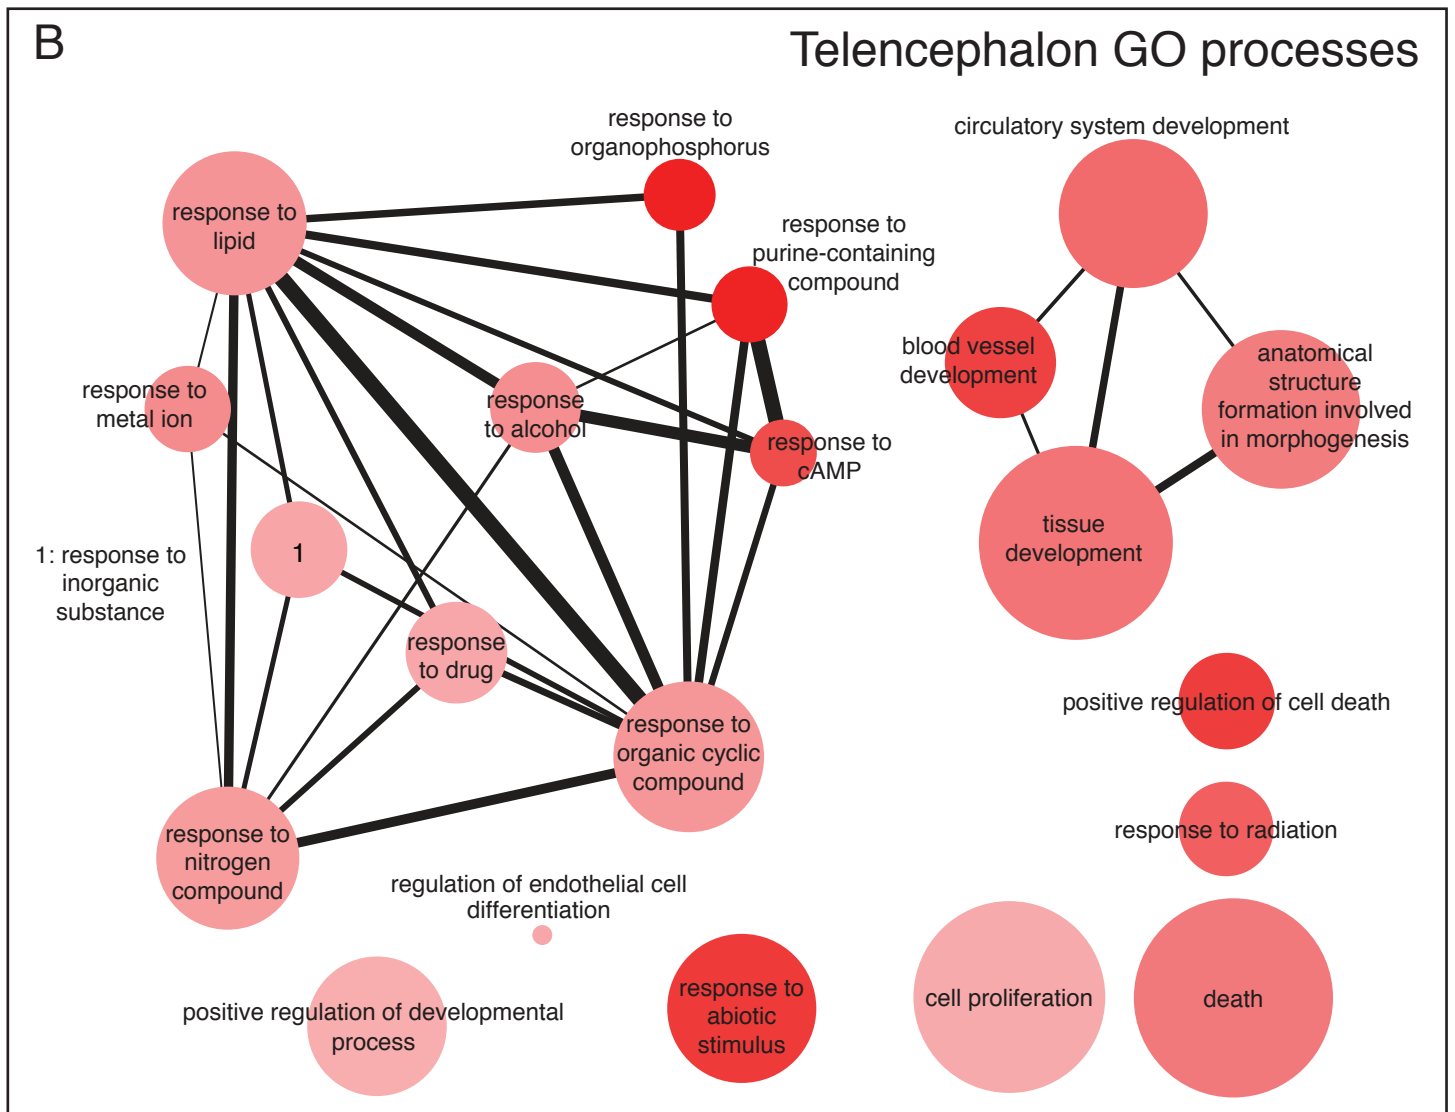 B
Telencephalon GO processes
response to
organophosphorus
circulatory system development
response to
lipid
response to
purine-containing
compound
blood vessel
development
anatomical
structure
formation involved
in morphogenesis
response to
metal ion
response
to alcohol
response to
cAMP
tissue
development
1
1: response to
inorganic
substance
response
to drug
positive regulation of cell death
response to
organic cyclic
compound
response to radiation
response to
nitrogen
compound
regulation of endothelial cell
differentiation
positive regulation of developmental
process
response to
abiotic
stimulus
cell proliferation
death